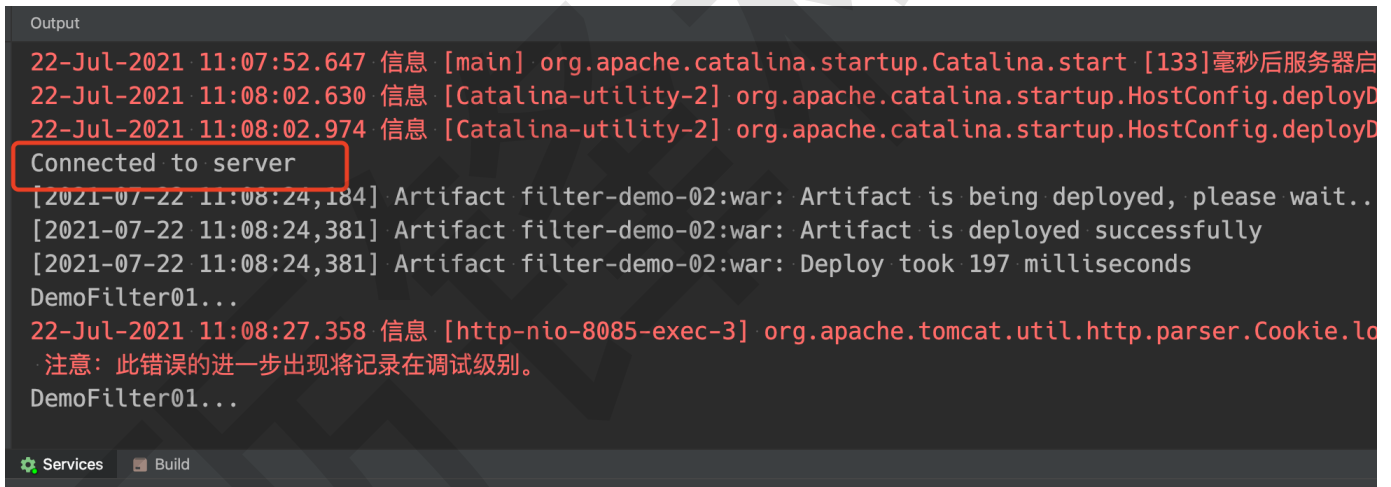 Output
22-Jul-2021 11:07:52.647 信息 [main] org.apache.catalina.startup.Catalina.start [133]毫秒后服务器启
22-Jul-2021 11:08:02.630 信息 [Catalina-utility-2] org.apache.catalina.startup.HostConfig.deployD
22-Jul-2021 11:08:02.974 信息 [Catalina-utility-2] org.apache.catalina.startup.HostConfig.deployD
Connected to server
[2021-07-22 11:08:24,184] Artifact filter-demo-02:war: Artifact is being deployed, please wait..
[2021-07-22 11:08:24,381] Artifact filter-demo-02:war: Artifact is deployed successfully
[2021-07-22 11:08:24,381] Artifact filter-demo-02:war: Deploy took 197 milliseconds
DemoFilter01...
22-Jul-2021 11:08:27.358 信息 [http-nio-8085-exec-3] org.apache.tomcat.util.http.parser.Cookie.lo
注意: 此错误的进一步出现将记录在调试级别。
DemoFilter01...
Services Build